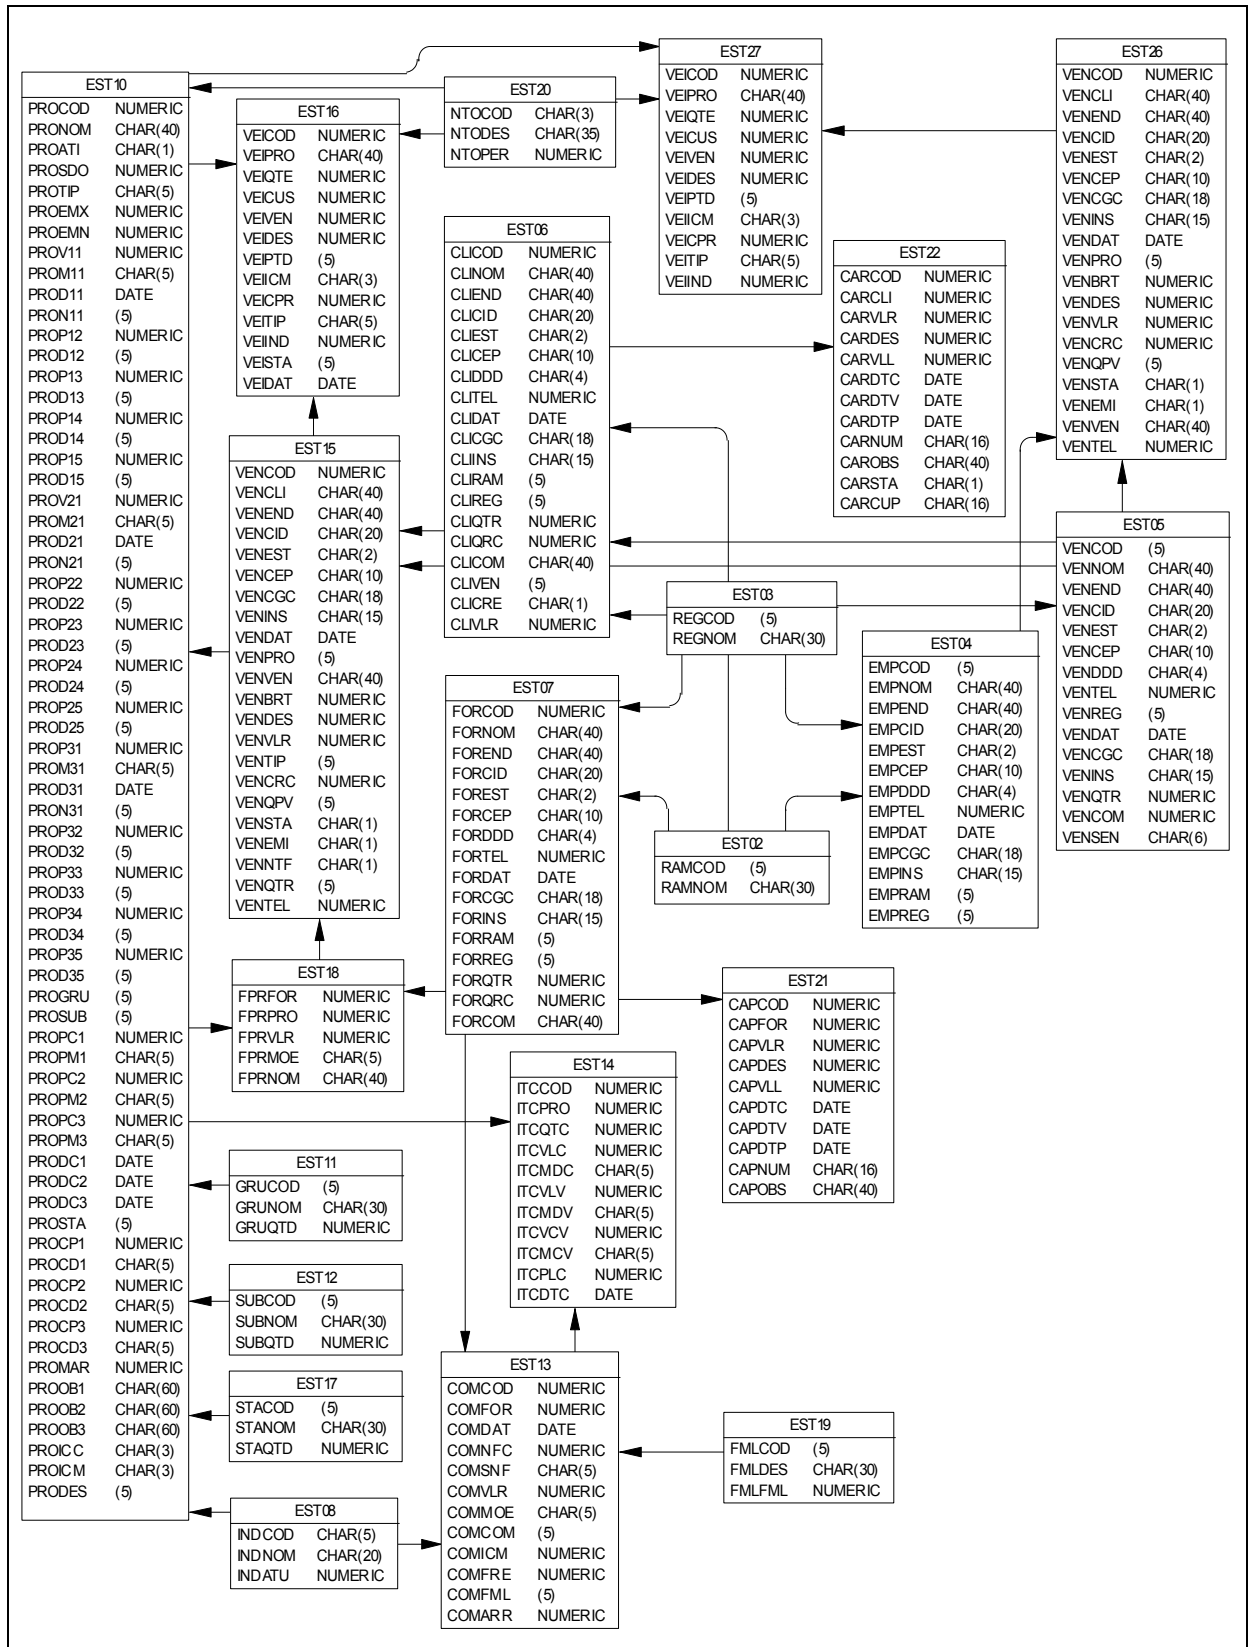 EST10
PROCOD NUMERIC
PRONOM CHAR(40)
PROATI CHAR(1)
PROSDO NUMERIC
PROTIP CHAR(5)
PROEMX NUMERIC
PROEMN NUMERIC
PROV11 NUMERIC
PROM11 CHAR(5)
PROD11 DATE
PRON11 (5)
PROP12 NUMERIC
PROD12 (5)
PROP13 NUMERIC
PROD13 (5)
PROP14 NUMERIC
PROD14 (5)
PROP15 NUMERIC
PROD15 (5)
PROV21 NUMERIC
PROM21 CHAR(5)
PROD21 DATE
PRON21 (5)
PROP22 NUMERIC
PROD22 (5)
PROP23 NUMERIC
PROD23 (5)
PROP24 NUMERIC
PROD24 (5)
PROP25 NUMERIC
PROD25 (5)
PROP31 NUMERIC
PROM31 CHAR(5)
PROD31 DATE
PRON31 (5)
PROP32 NUMERIC
PROD32 (5)
PROP33 NUMERIC
PROD33 (5)
PROP34 NUMERIC
PROD34 (5)
PROP35 NUMERIC
PROD35 (5)
PROGRU (5)
PROSUB (5)
PROPC1 NUMERIC
PROPM1 CHAR(5)
PROPC2 NUMERIC
PROPM2 CHAR(5)
PROPC3 NUMERIC
PROPM3 CHAR(5)
PRODC1 DATE
PRODC2 DATE
PRODC3 DATE
PROSTA (5)
PROCP1 NUMERIC
PROCD1 CHAR(5)
PROCP2 NUMERIC
PROCD2 CHAR(5)
PROCP3 NUMERIC
PROCD3 CHAR(5)
PROMAR NUMERIC
PROOB1 CHAR(60)
PROOB2 CHAR(60)
PROOB3 CHAR(60)
PROICC CHAR(3)
PROICM CHAR(3)
PRODES (5)
EST16
VEICOD NUMERIC
VEIPRO CHAR(40)
VEIQTE NUMERIC
VEICUS NUMERIC
VEIVEN NUMERIC
VEIDES NUMERIC
VEIPTD (5)
VEIICM CHAR(3)
VEICPR NUMERIC
VEITIP CHAR(5)
VEIIND NUMERIC
VEISTA (5)
VEIDAT DATE
EST20
NTOCOD CHAR(3)
NTODES CHAR(35)
NTOPER NUMERIC
EST27
VEICOD NUMERIC
VEIPRO CHAR(40)
VEIQTE NUMERIC
VEICUS NUMERIC
VEIVEN NUMERIC
VEIDES NUMERIC
VEIPTD (5)
VEIICM CHAR(3)
VEICPR NUMERIC
VEITIP CHAR(5)
VEIIND NUMERIC
EST26
VENCOD NUMERIC
VENCLI CHAR(40)
VENEND CHAR(40)
VENCID CHAR(20)
VENEST CHAR(2)
VENCEP CHAR(10)
VENCGC CHAR(18)
VENINS CHAR(15)
VENDAT DATE
VENPRO (5)
VENBRT NUMERIC
VENDES NUMERIC
VENVLR NUMERIC
VENCRC NUMERIC
VENQPV (5)
VENSTA CHAR(1)
VENEMI CHAR(1)
VENVEN CHAR(40)
VENTEL NUMERIC
EST06
CLICOD NUMERIC
CLINOM CHAR(40)
CLIEND CHAR(40)
CLICID CHAR(20)
CLIEST CHAR(2)
CLICEP CHAR(10)
CLIDDD CHAR(4)
CLITEL NUMERIC
CLIDAT DATE
CLICGC CHAR(18)
CLIINS CHAR(15)
CLIRAM (5)
CLIREG (5)
CLIQTR NUMERIC
CLIQRC NUMERIC
CLICOM CHAR(40)
CLIVEN (5)
CLICRE CHAR(1)
CLIVLR NUMERIC
EST22
CARCOD NUMERIC
CARCLI NUMERIC
CARVLR NUMERIC
CARDES NUMERIC
CARVLL NUMERIC
CARDTC DATE
CARDTV DATE
CARDTP DATE
CARNUM CHAR(16)
CAROBS CHAR(40)
CARSTA CHAR(1)
CARCUP CHAR(16)
EST15
VENCOD NUMERIC
VENCLI CHAR(40)
VENEND CHAR(40)
VENCID CHAR(20)
VENEST CHAR(2)
VENCEP CHAR(10)
VENCGC CHAR(18)
VENINS CHAR(15)
VENDAT DATE
VENPRO (5)
VENVEN CHAR(40)
VENBRT NUMERIC
VENDES NUMERIC
VENVLR NUMERIC
VENTIP (5)
VENCRC NUMERIC
VENQPV (5)
VENSTA CHAR(1)
VENEMI CHAR(1)
VENNTF CHAR(1)
VENQTR (5)
VENTEL NUMERIC
EST05
VENCOD (5)
VENNOM CHAR(40)
VENEND CHAR(40)
VENCID CHAR(20)
VENEST CHAR(2)
VENCEP CHAR(10)
VENDDD CHAR(4)
VENTEL NUMERIC
VENREG (5)
VENDAT DATE
VENCGC CHAR(18)
VENINS CHAR(15)
VENQTR NUMERIC
VENCOM NUMERIC
VENSEN CHAR(6)
EST03
REGCOD (5)
REGNOM CHAR(30)
EST04
EMPCOD (5)
EMPNOM CHAR(40)
EMPEND CHAR(40)
EMPCID CHAR(20)
EMPEST CHAR(2)
EMPCEP CHAR(10)
EMPDDD CHAR(4)
EMPTEL NUMERIC
EMPDAT DATE
EMPCGC CHAR(18)
EMPINS CHAR(15)
EMPRAM (5)
EMPREG (5)
EST07
FORCOD NUMERIC
FORNOM CHAR(40)
FOREND CHAR(40)
FORCID CHAR(20)
FOREST CHAR(2)
FORCEP CHAR(10)
FORDDD CHAR(4)
FORTEL NUMERIC
FORDAT DATE
FORCGC CHAR(18)
FORINS CHAR(15)
FORRAM (5)
FORREG (5)
FORQTR NUMERIC
FORQRC NUMERIC
FORCOM CHAR(40)
EST02
RAMCOD (5)
RAMNOM CHAR(30)
EST18
FPRFOR NUMERIC
FPRPRO NUMERIC
FPRVLR NUMERIC
FPRMOE CHAR(5)
FPRNOM CHAR(40)
EST21
CAPCOD NUMERIC
CAPFOR NUMERIC
CAPVLR NUMERIC
CAPDES NUMERIC
CAPVLL NUMERIC
CAPDTC DATE
CAPDTV DATE
CAPDTP DATE
CAPNUM CHAR(16)
CAPOBS CHAR(40)
EST14
ITCCOD NUMERIC
ITCPRO NUMERIC
ITCQTC NUMERIC
ITCVLC NUMERIC
ITCMDC CHAR(5)
ITCVLV NUMERIC
ITCMDV CHAR(5)
ITCVCV NUMERIC
ITCMCV CHAR(5)
ITCPLC NUMERIC
ITCDTC DATE
EST11
GRUCOD (5)
GRUNOM CHAR(30)
GRUQTD NUMERIC
EST12
SUBCOD (5)
SUBNOM CHAR(30)
SUBQTD NUMERIC
EST17
STACOD (5)
STANOM CHAR(30)
STAQTD NUMERIC
EST13
COMCOD NUMERIC
COMFOR NUMERIC
COMDAT DATE
COMNFC NUMERIC
COMSNF CHAR(5)
COMVLR NUMERIC
COMMOE CHAR(5)
COMCOM (5)
COMICM NUMERIC
COMFRE NUMERIC
COMFML (5)
COMARR NUMERIC
EST19
FMLCOD (5)
FMLDES CHAR(30)
FMLFML NUMERIC
EST08
INDCOD CHAR(5)
INDNOM CHAR(20)
INDATU NUMERIC